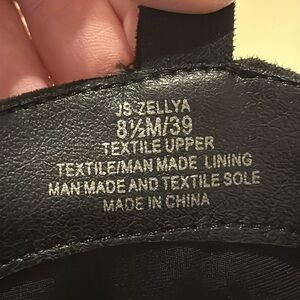 JS-ZELLYA
8½M/39
TEXTILE UPPER
TEXTILE/MAN MADE LINING
MAN MADE AND TEXTILE SOLE
MADE IN CHINA